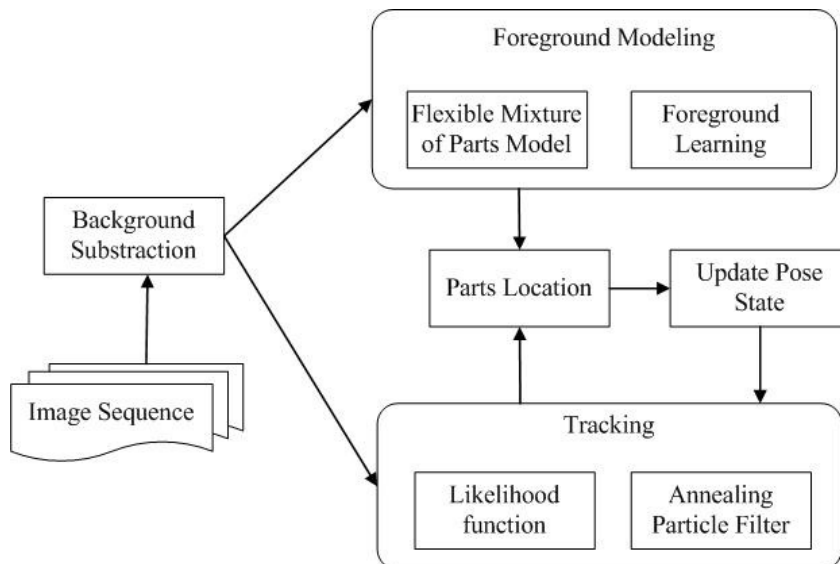 Foreground Modeling
Flexible Mixture
of Parts Model
Foreground
Learning
Background
Substraction
Parts Location
Update Pose
State
Image Sequence
Tracking
Likelihood
function
Annealing
Particle Filter